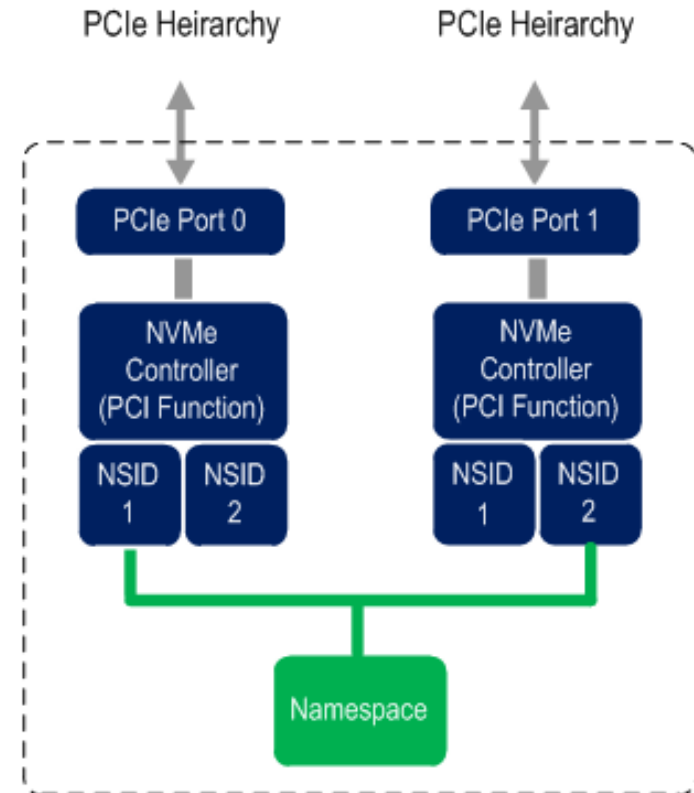 PCIe Heirarchy
PCIe Heirarchy
PCIe Port 0
PCIe Port 1
NVMe
Controller
(PCI Function)
NVMe
Controller
(PCI Function)
NSID
1
NSID
2
NSID
1
NSID
2
Namespace